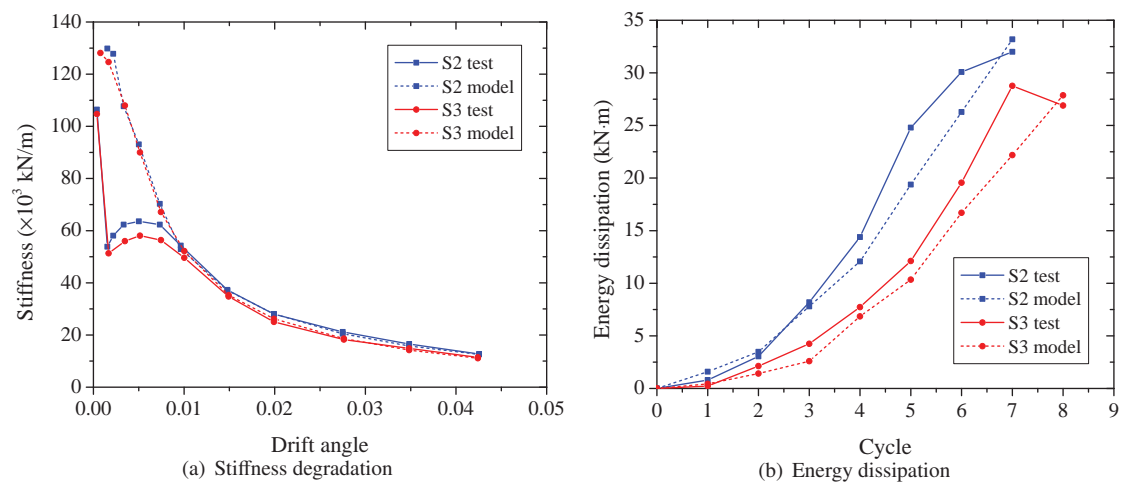 140
120
100
80
60
40
20
0
Stiffness (×10³ kN/m)
S2 test
S2 model
S3 test
S3 model
0.00 0.01 0.02 0.03 0.04 0.05
Drift angle
(a) Stiffness degradation
35
30
25
20
15
10
5
0
Energy dissipation (kN·m)
S2 test
S2 model
S3 test
S3 model
0 1 2 3 4 5 6 7 8 9
Cycle
(b) Energy dissipation